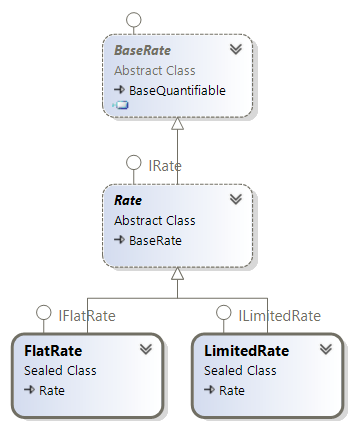 BaseRate
Abstract Class
BaseQuantifiable
IRate
Rate
Abstract Class
BaseRate
IFlatRate
ILimitedRate
FlatRate
Sealed Class
Rate
LimitedRate
Sealed Class
Rate